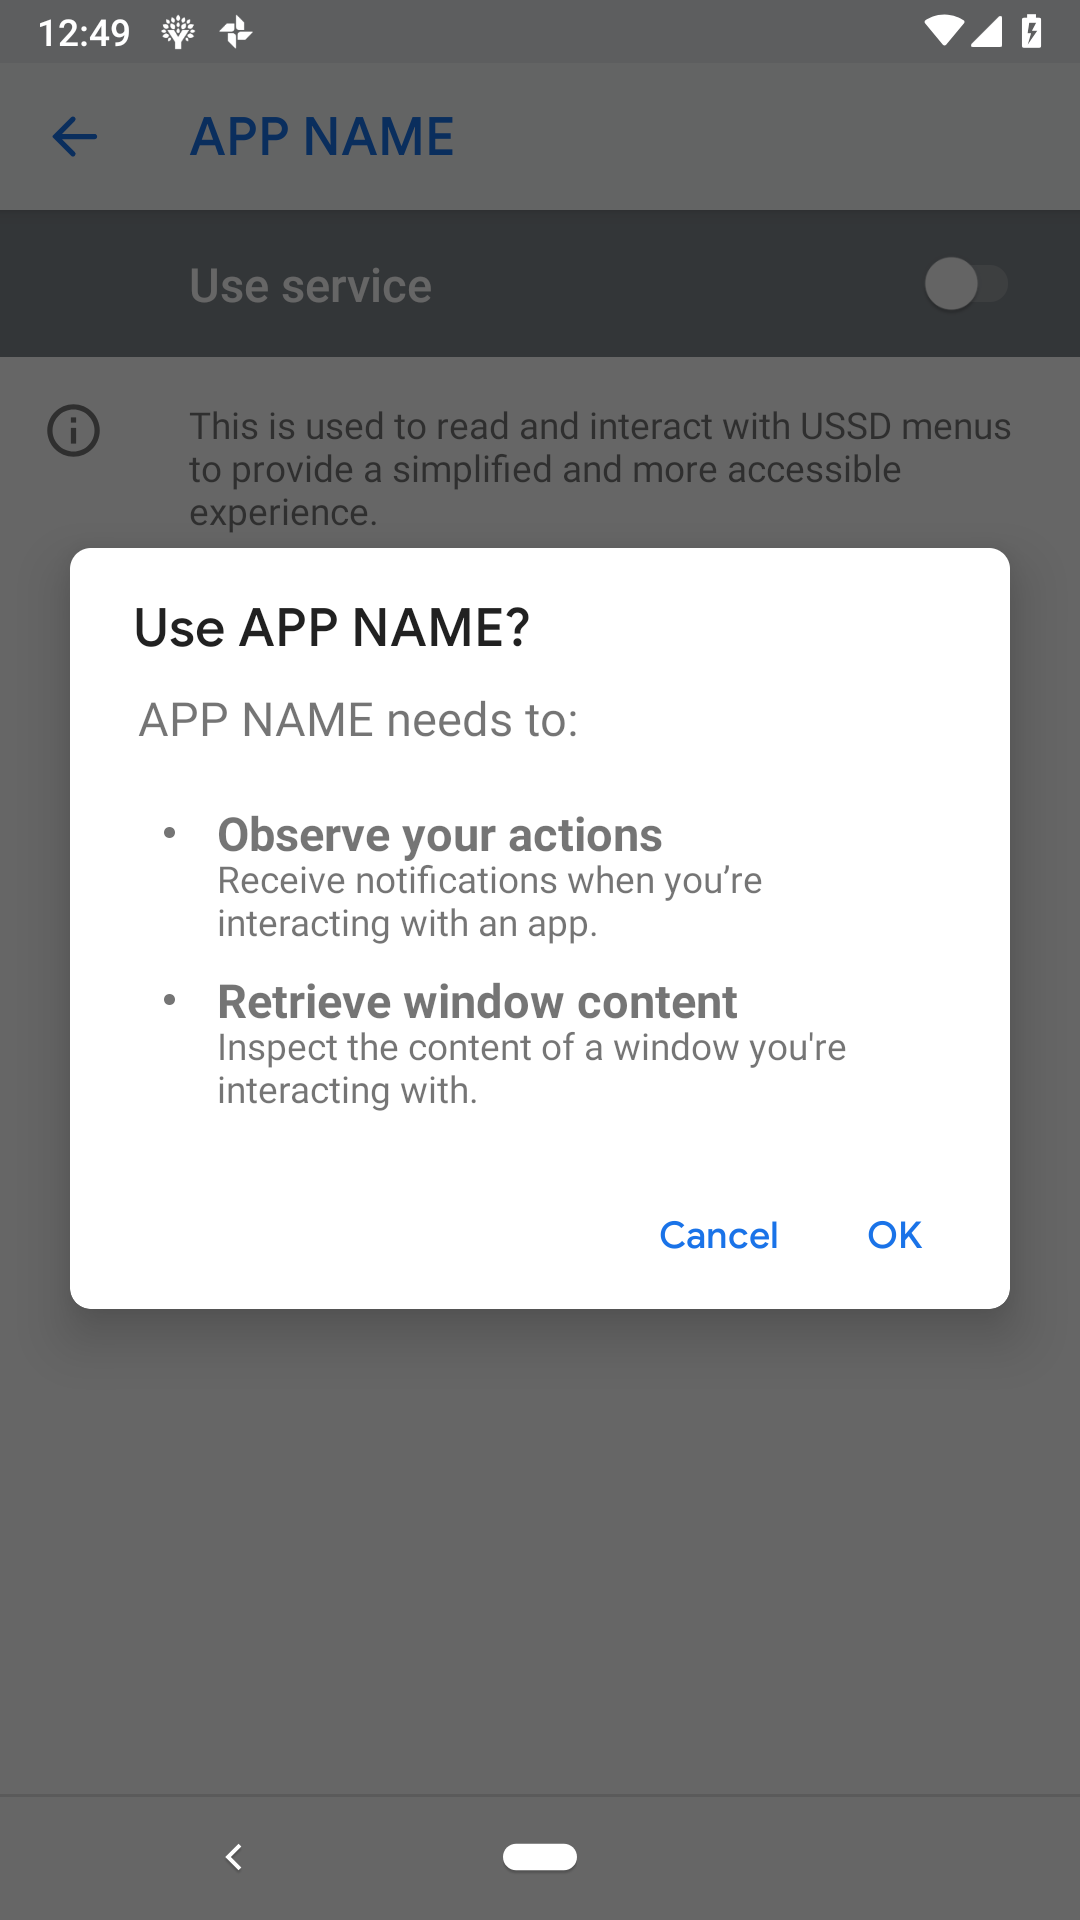 12:49
APP NAME
Use service
This is used to read and interact with USSD menus
to provide a simplified and more accessible
experience.
Use APP NAME?
APP NAME needs to:
• Observe your actions
Receive notifications when you’re
interacting with an app.
• Retrieve window content
Inspect the content of a window you're
interacting with.
Cancel OK